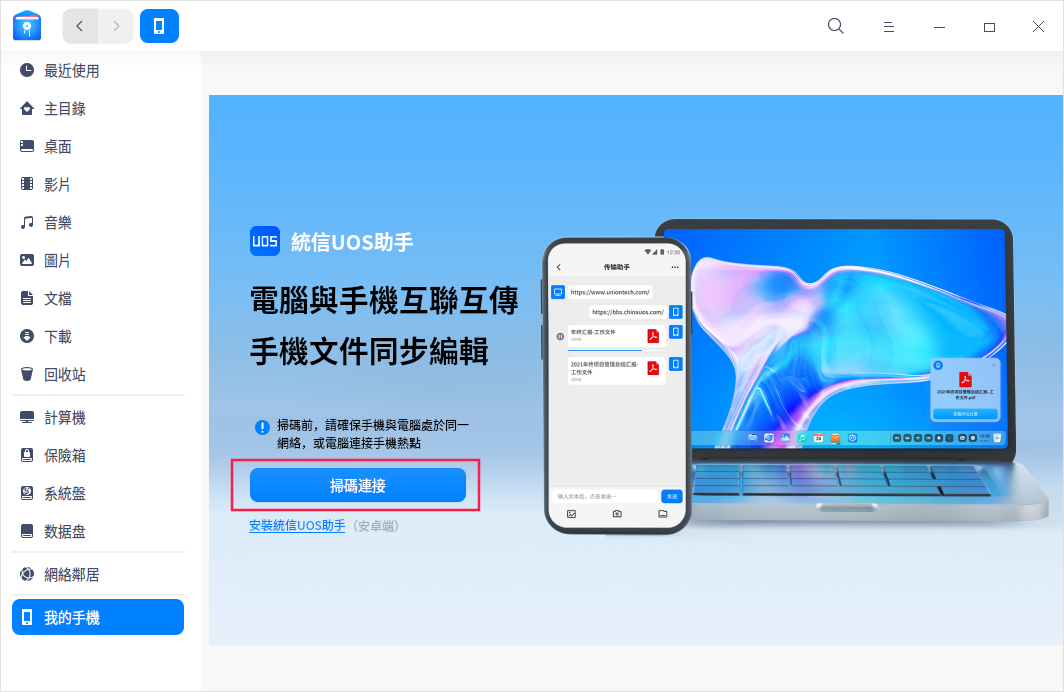 最近使用
主目錄
桌面
影片
音樂
圖片
文檔
下載
回收站
計算機
保險箱
系統盤
数据盘
網絡鄰居
我的手機
UOS
統信UOS助手
電腦與手機互聯互傳
手機文件同步編輯
掃碼前，請確保手機與電腦處於同一
網絡，或電腦連接手機熱點
掃碼連接
安裝統信UOS助手（安卓端）
12:30
传输助手
https://www.uniontech.com/
https://bbs.chinauos.com/
年终汇报-工作文件
2021年终项目管理总结汇报-
工作文件
输入文本后，点击发送…
发送
2021年终项目管理总结汇报-工
作文件.pdf